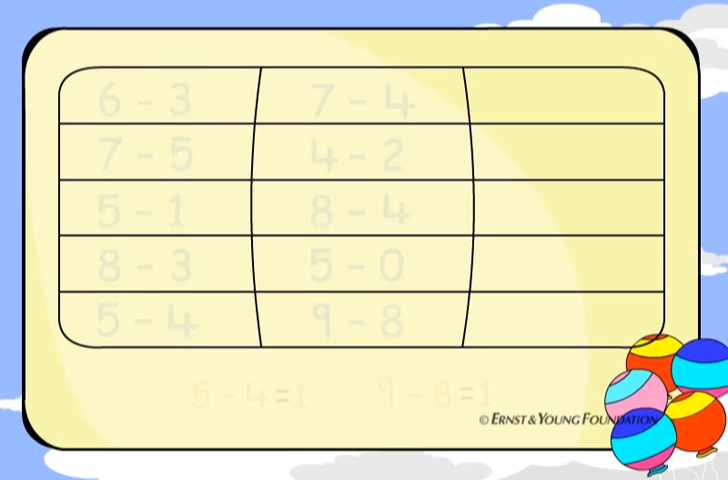 6 - 3 7 - 4
7 - 5 4 - 2
5 - 1 8 - 4
8 - 3 5 - 0
5 - 4 9 - 8
5 - 4 = 1 9 - 8 = 1
© ERNST & YOUNG FOUNDATION